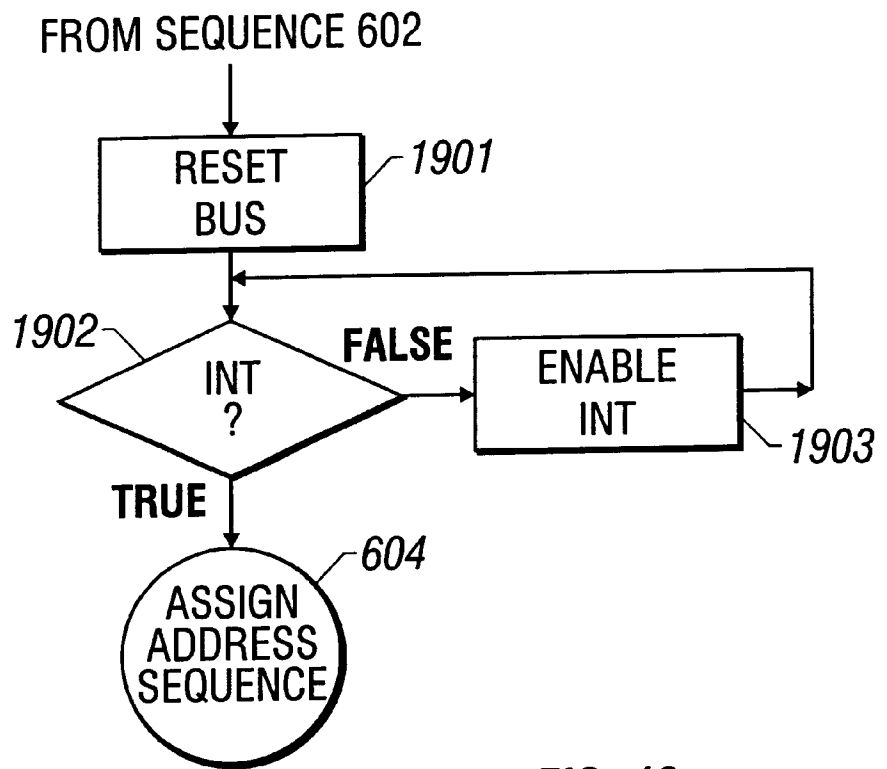 FROM SEQUENCE 602
RESET
BUS
1901
1902
INT
?
FALSE
ENABLE
INT
1903
TRUE
604
ASSIGN
ADDRESS
SEQUENCE